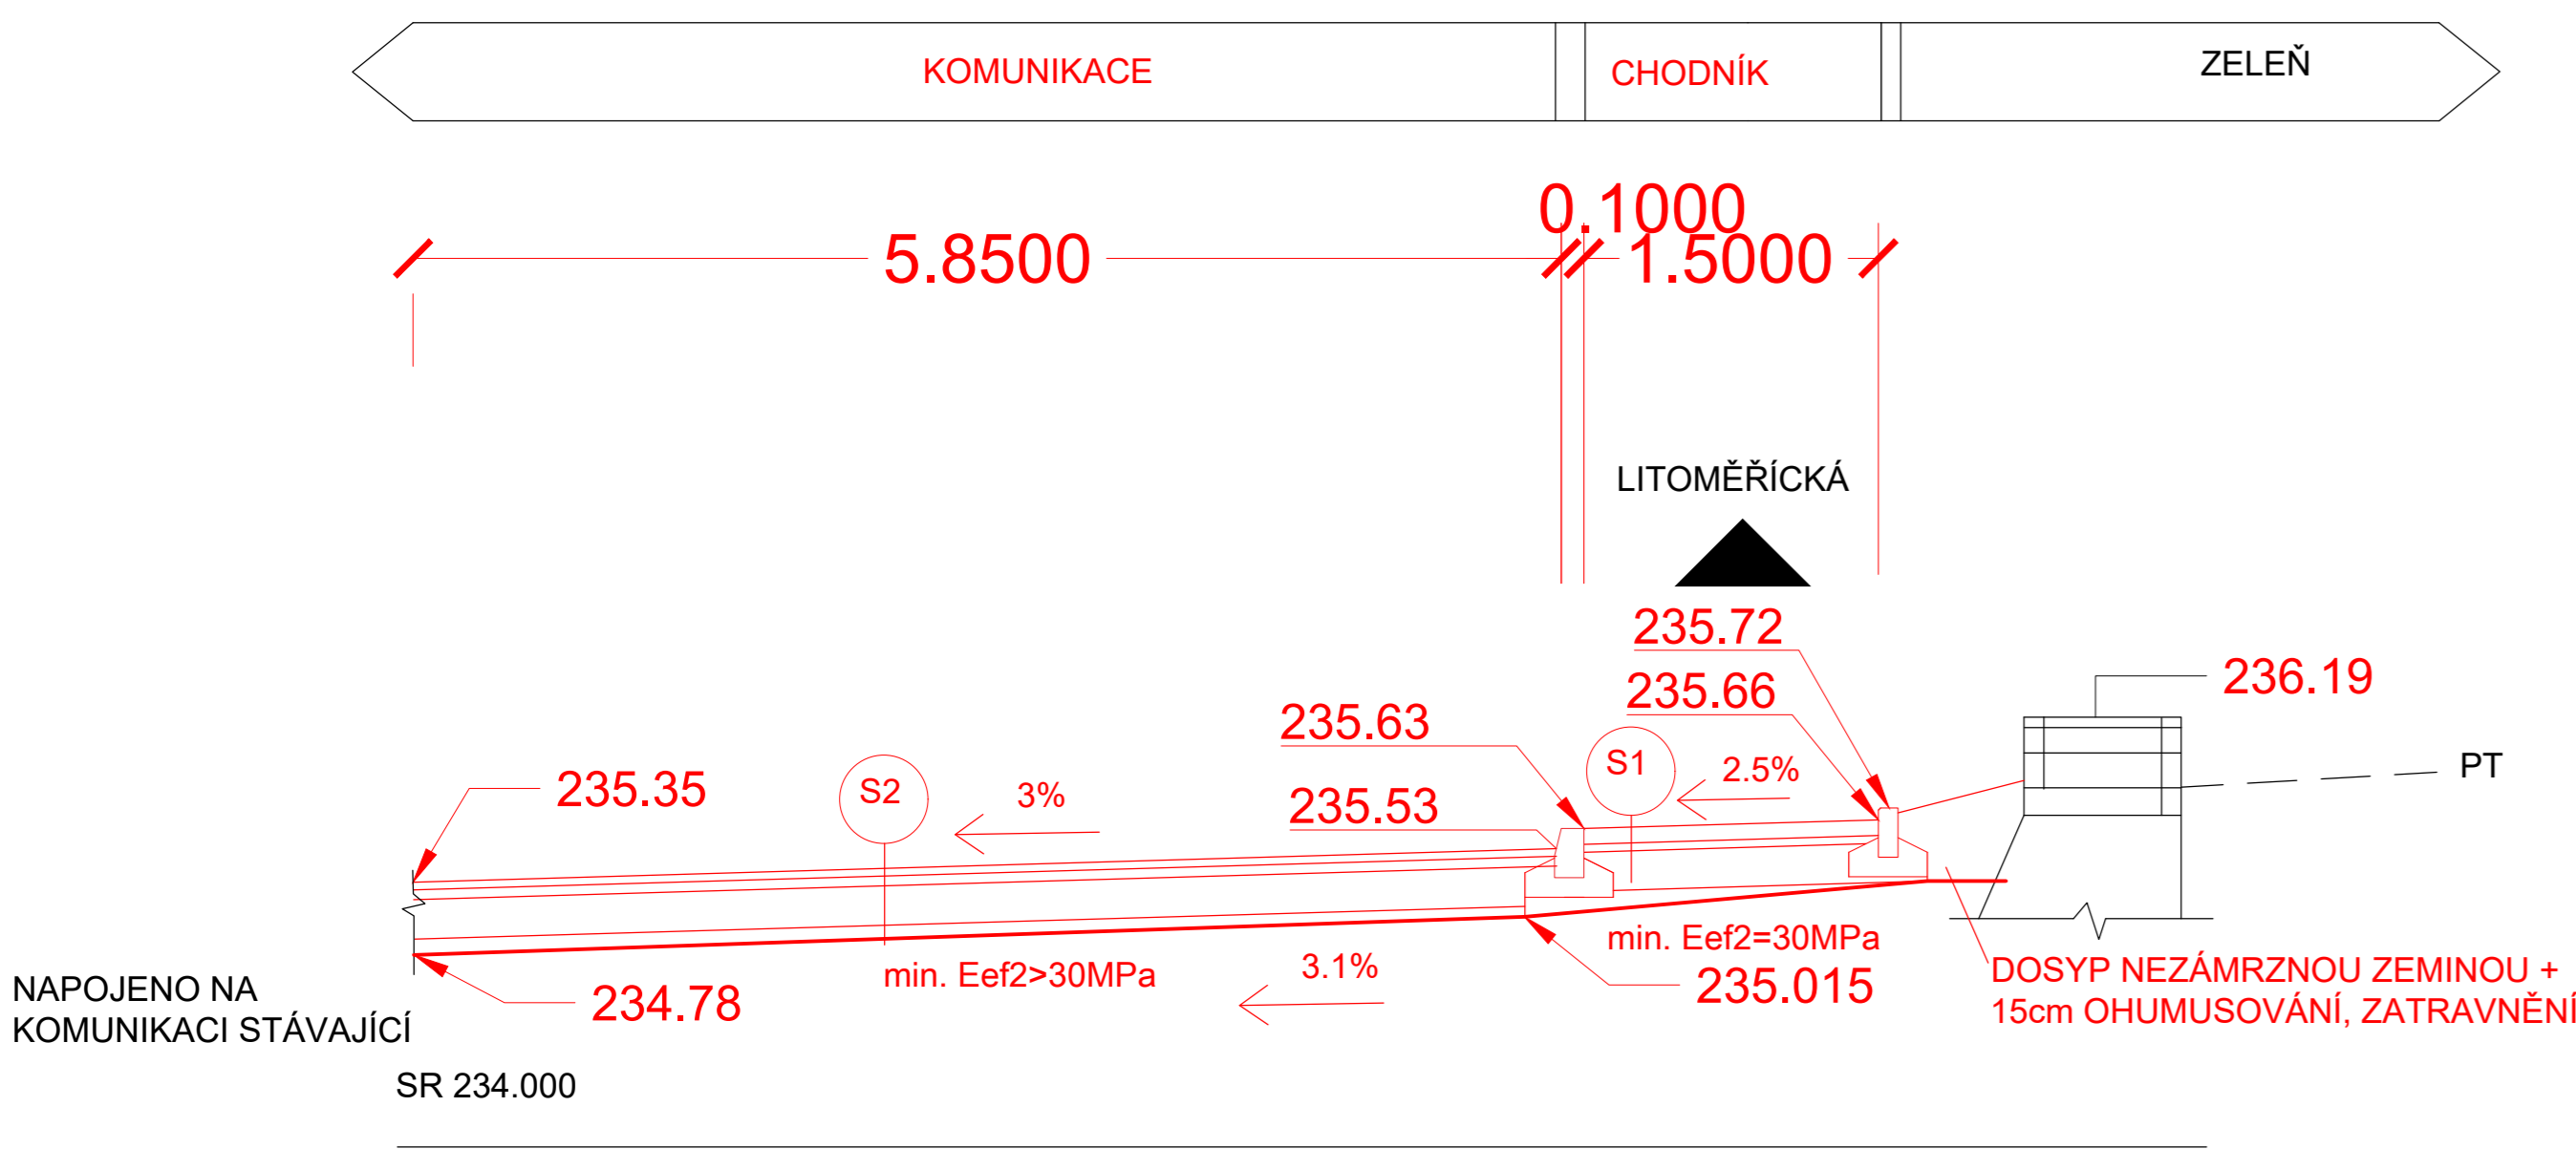 KOMUNIKACE
CHODNÍK
ZELEŇ
0.1000
5.8500
1.5000
LITOMĚŘÍCKÁ
235.72
235.66
236.19
235.63
S1
2.5%
PT
235.35
S2
3%
235.53
min. Eef2=30MPa
min. Eef2>30MPa
3.1%
235.015
234.78
DOSYP NEZÁMRZNOU ZEMINOU +
15cm OHUMUSOVÁNÍ, ZATRAVNĚNÍ
NAPOJENO NA
KOMUNIKACI STÁVAJÍCÍ
SR 234.000